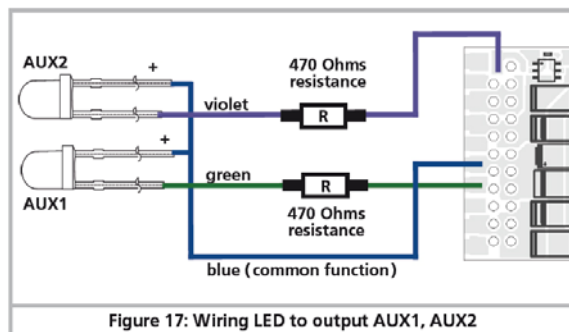 AUX2
+
470 Ohms
resistance
violet
R
+
green
R
AUX1
470 Ohms
resistance
blue (common function)
Figure 17: Wiring LED to output AUX1, AUX2